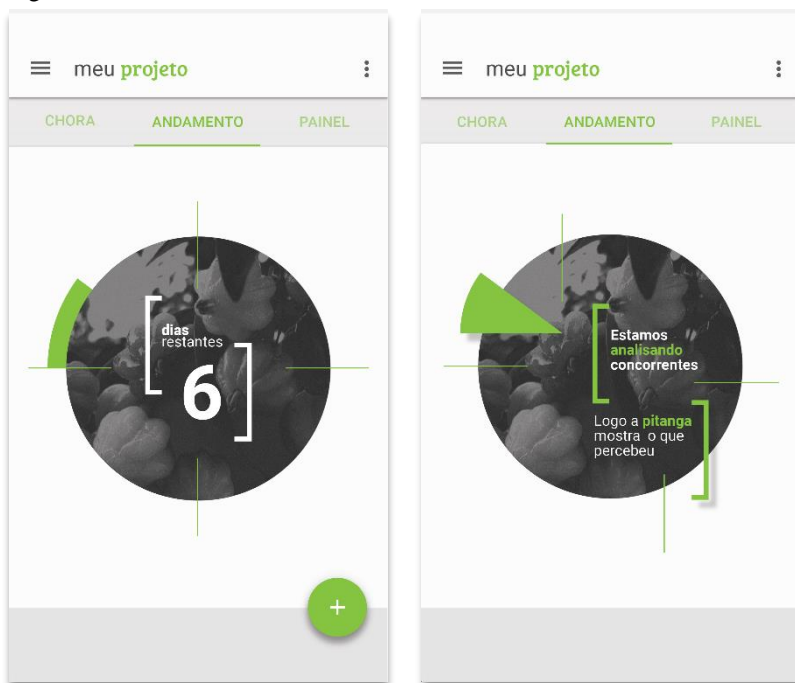 meu projeto
CHORA ANDAMENTO PAINEL
dias
restantes
6
+
meu projeto
CHORA ANDAMENTO PAINEL
Estamos
analisando
concorrentes
Logo a pitanga
mostra o que
percebeu